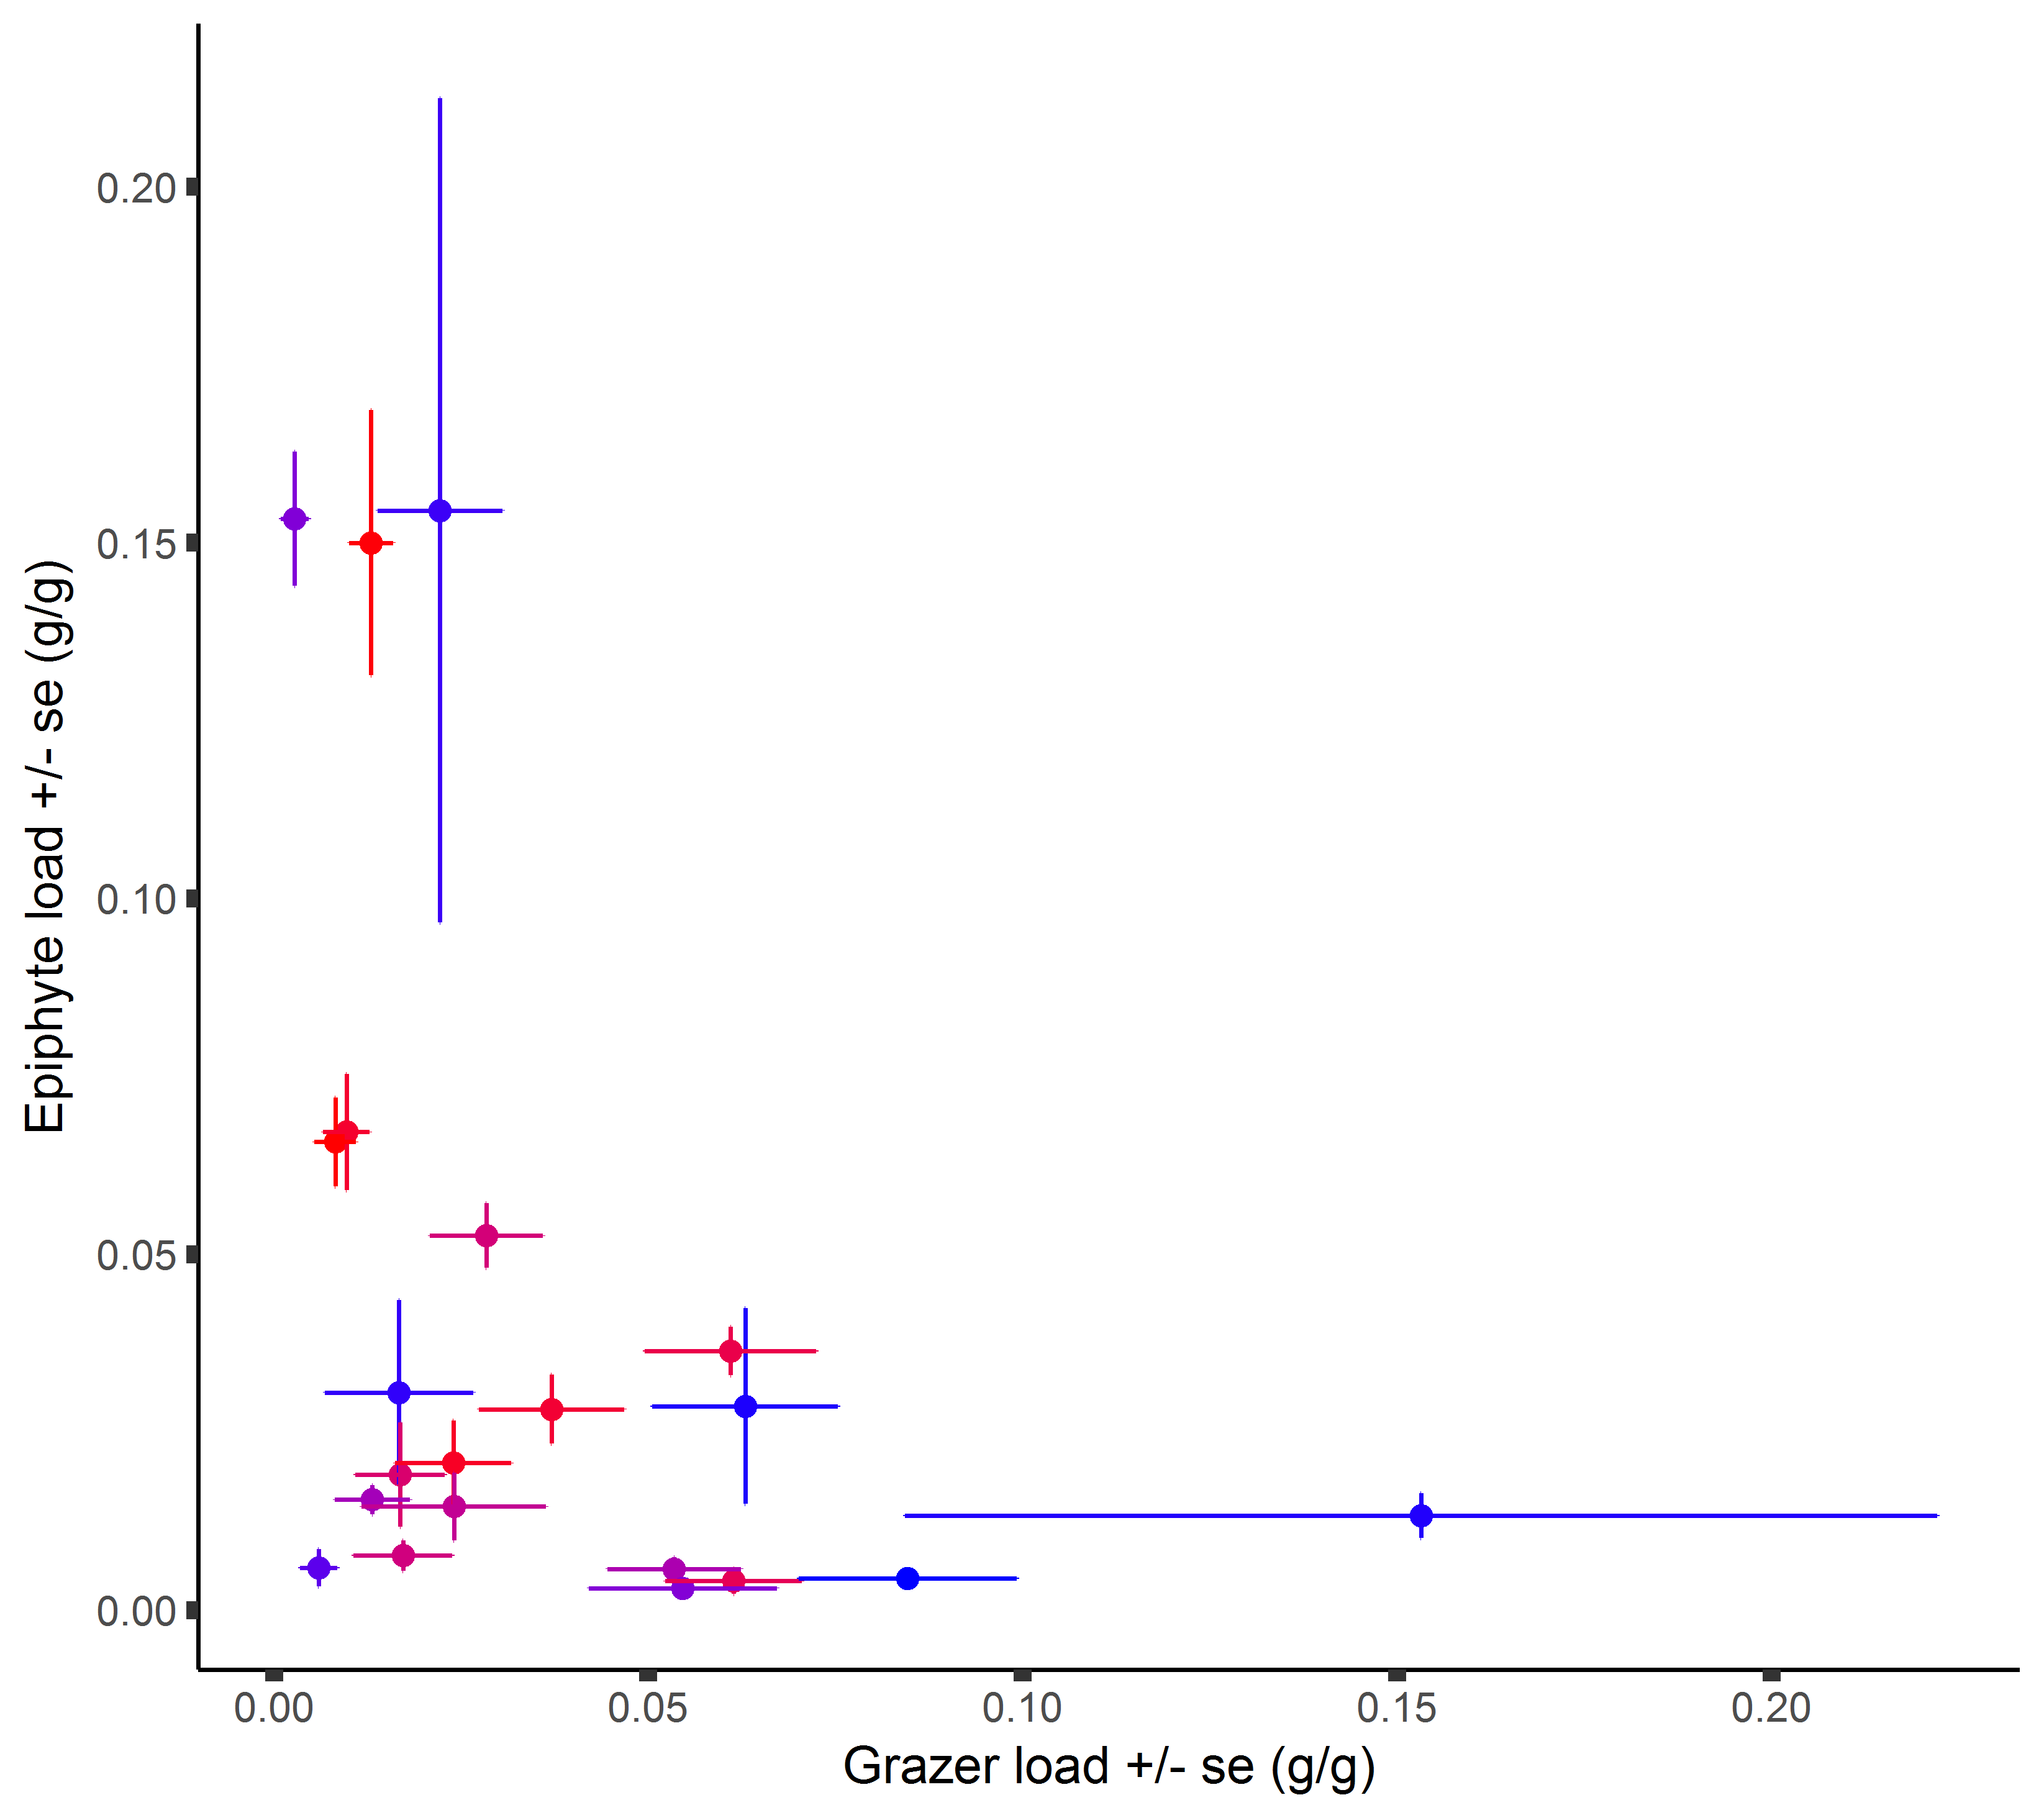 Epiphyte load +/- se (g/g)
0.20
0.15
0.10
0.05
0.00
0.00 0.05 0.10 0.15 0.20
Grazer load +/- se (g/g)